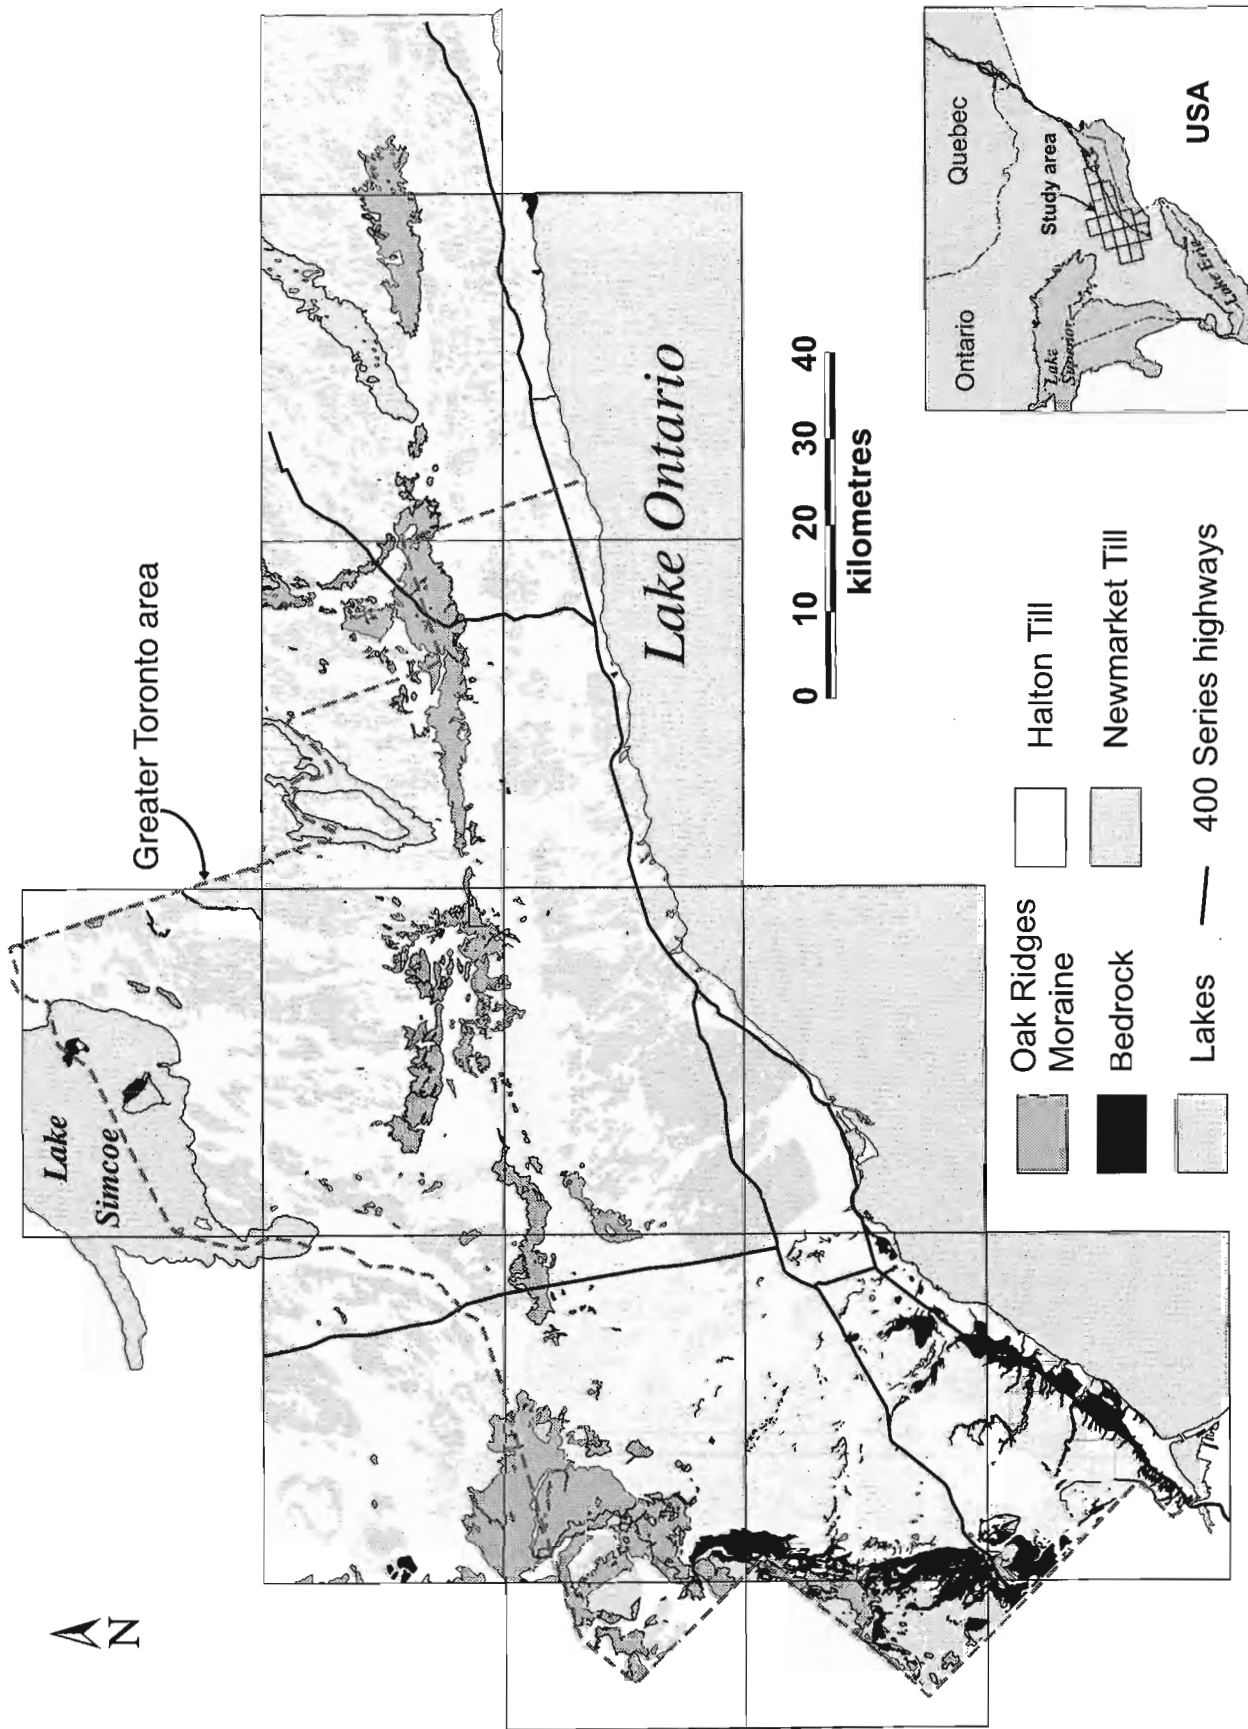 N
Lake
Simcoe
Greater Toronto area
Lake Ontario
0 10 20 30 40
kilometres
Oak Ridges
Moraine
Halton Till
Bedrock
Newmarket Till
Lakes
400 Series highways
Ontario
Quebec
Study area
Lake
Superior
Lake Erie
USA